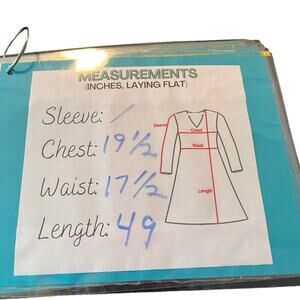 MEASUREMENTS
(INCHES, LAYING FLAT)
Sleeve: /
Chest: 19 1/2
Waist: 17 1/2
Length: 49
Sleeve
Chest
Waist
Length